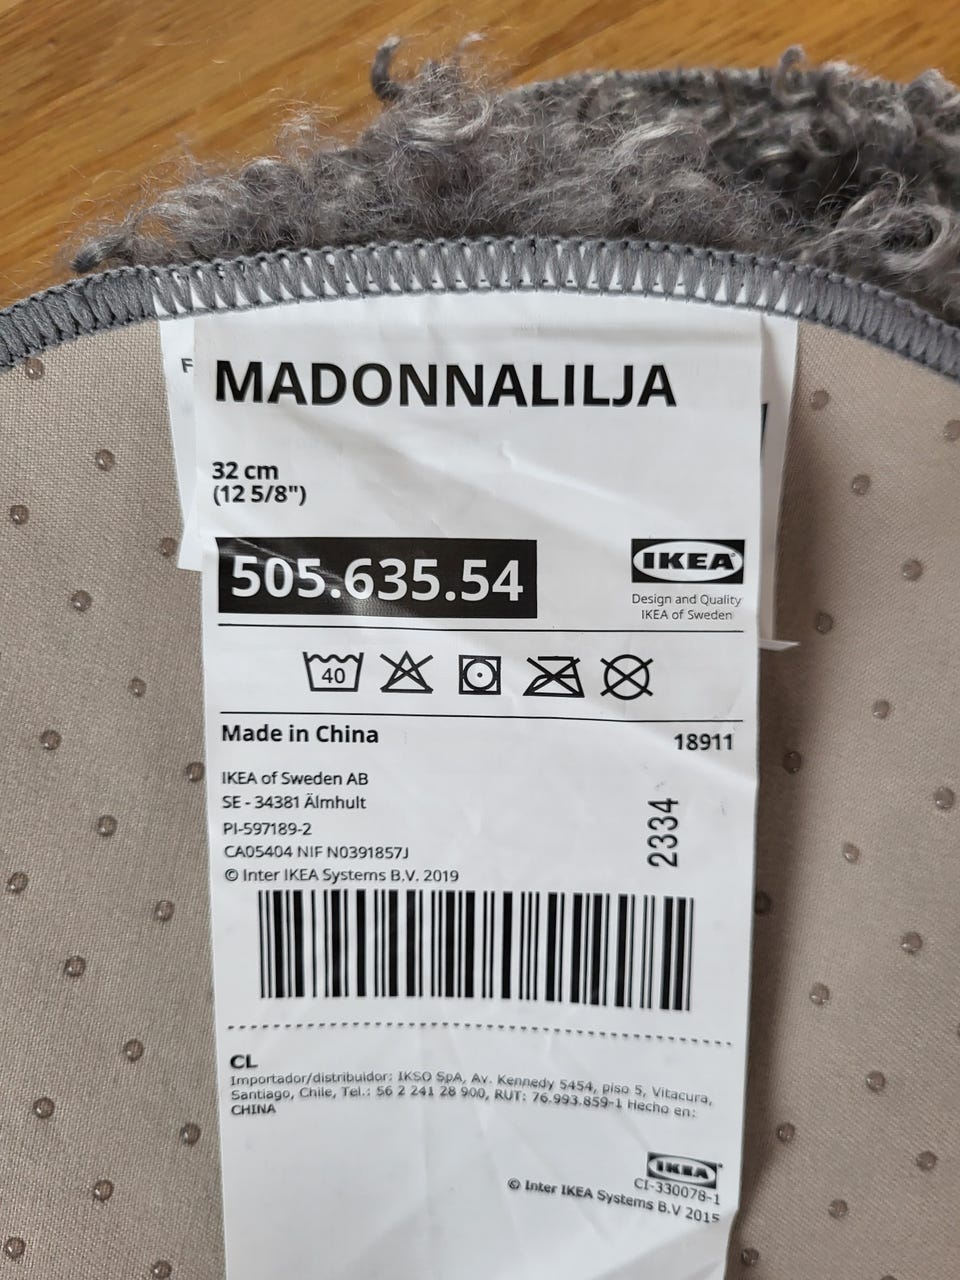 F
MADONNALILJA
32 cm
(12 5/8")
505.635.54
IKEA®
Design and Quality
IKEA of Sweden
40
Made in China
18911
IKEA of Sweden AB
SE - 34381 Älmhult
PI-597189-2
CA05404 NIF N0391857J
© Inter IKEA Systems B.V. 2019
2334
CL
Importador/distribuidor: IKSO SpA, Av. Kennedy 5454, piso 5, Vitacura,
Santiago, Chile, Tel.: 56 2 241 28 900, RUT: 76.993.859-1 Hecho en:
CHINA
IKEA®
CI-330078-1
© Inter IKEA Systems B.V 2015